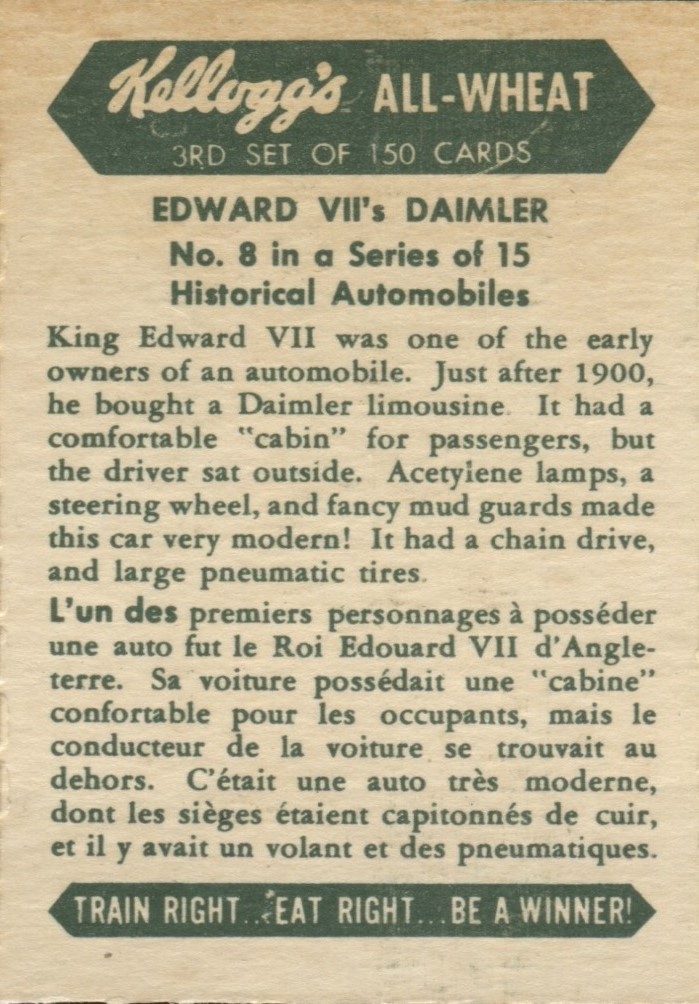 Kellogg's ALL-WHEAT
3RD SET OF 150 CARDS
EDWARD VII's DAIMLER
No. 8 in a Series of 15
Historical Automobiles
King Edward VII was one of the early
owners of an automobile. Just after 1900,
he bought a Daimler limousine. It had a
comfortable "cabin" for passengers, but
the driver sat outside. Acetylene lamps, a
steering wheel, and fancy mud guards made
this car very modern! It had a chain drive,
and large pneumatic tires.
L'un des premiers personnages à posséder
une auto fut le Roi Edouard VII d'Angle-
terre. Sa voiture possédait une "cabine"
confortable pour les occupants, mais le
conducteur de la voiture se trouvait au
dehors. C'était une auto très moderne,
dont les sièges étaient capitonnés de cuir,
et il y avait un volant et des pneumatiques.
TRAIN RIGHT...EAT RIGHT...BE A WINNER!